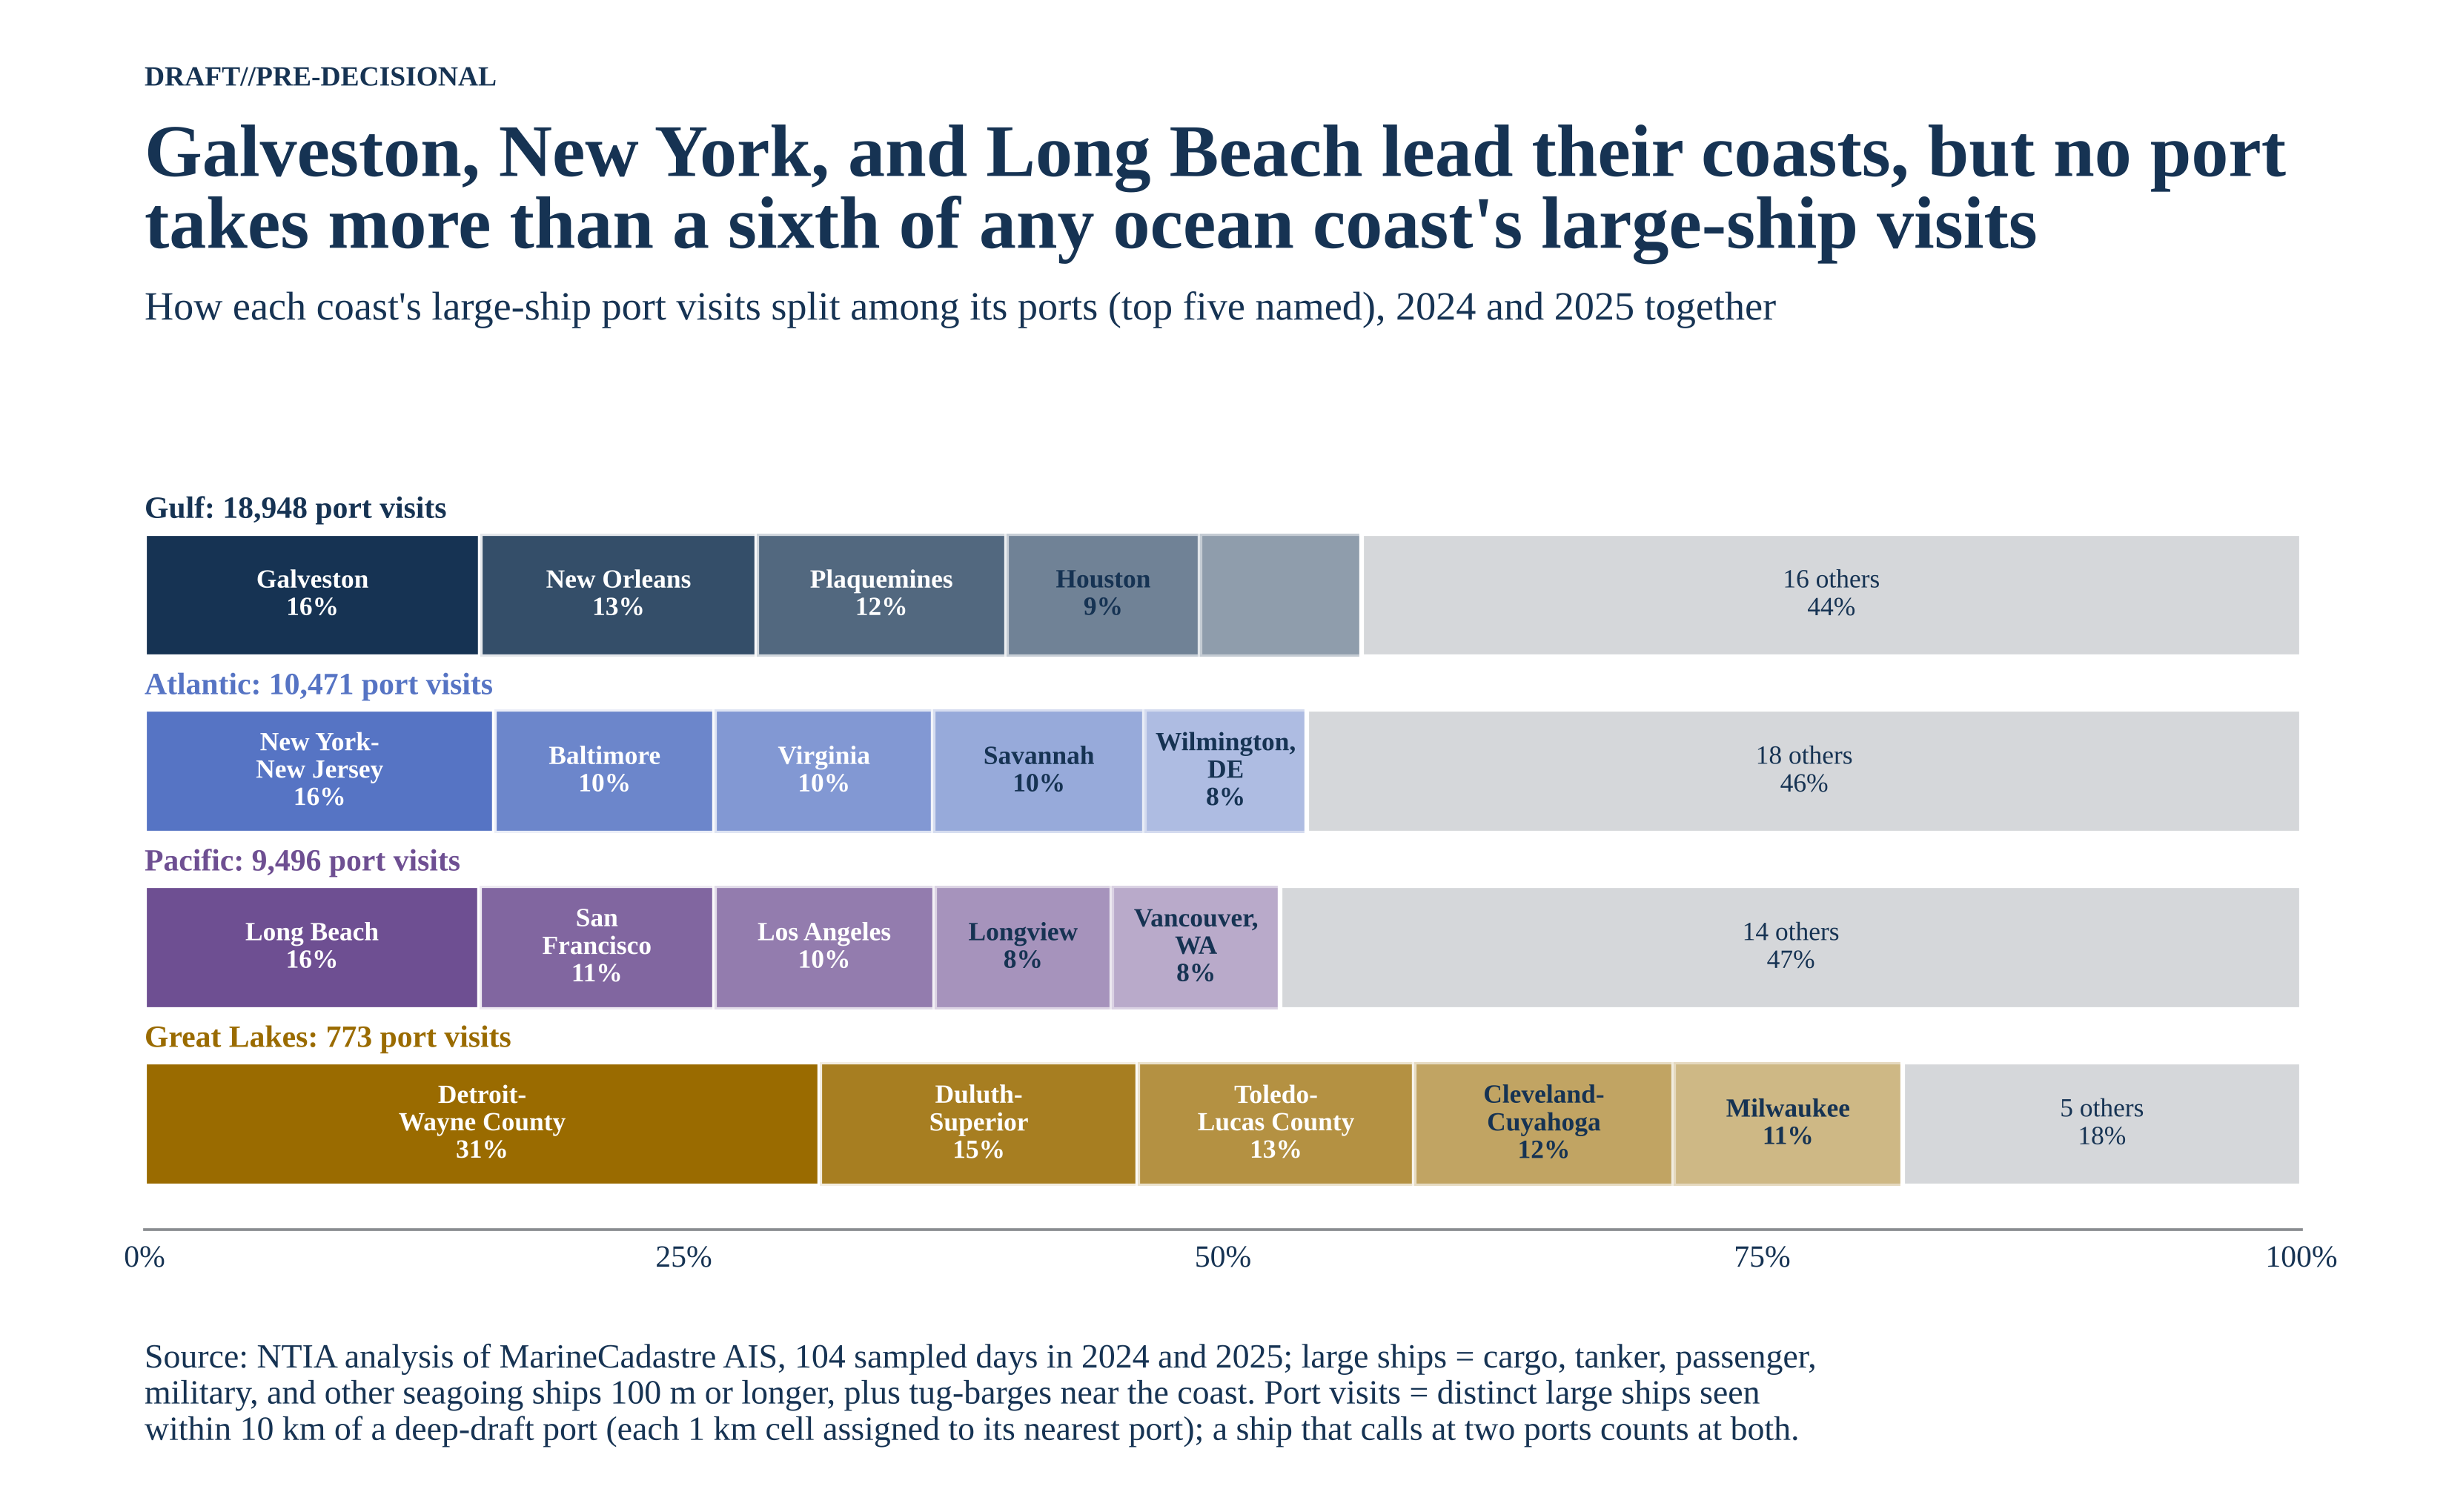 DRAFT//PRE-DECISIONAL
Galveston, New York, and Long Beach lead their coasts, but no port
takes more than a sixth of any ocean coast's large-ship visits
How each coast's large-ship port visits split among its ports (top five named), 2024 and 2025 together
Gulf: 18,948 port visits
Galveston
16%
New Orleans
13%
Plaquemines
12%
Houston
9%
16 others
44%
Atlantic: 10,471 port visits
New York-
New Jersey
16%
Baltimore
10%
Virginia
10%
Savannah
10%
Wilmington,
DE
8%
18 others
46%
Pacific: 9,496 port visits
Long Beach
16%
San
Francisco
11%
Los Angeles
10%
Longview
8%
Vancouver,
WA
8%
14 others
47%
Great Lakes: 773 port visits
Detroit-
Wayne County
31%
Duluth-
Superior
15%
Toledo-
Lucas County
13%
Cleveland-
Cuyahoga
12%
Milwaukee
11%
5 others
18%
0%
25%
50%
75%
100%
Source: NTIA analysis of MarineCadastre AIS, 104 sampled days in 2024 and 2025; large ships = cargo, tanker, passenger,
military, and other seagoing ships 100 m or longer, plus tug-barges near the coast. Port visits = distinct large ships seen
within 10 km of a deep-draft port (each 1 km cell assigned to its nearest port); a ship that calls at two ports counts at both.